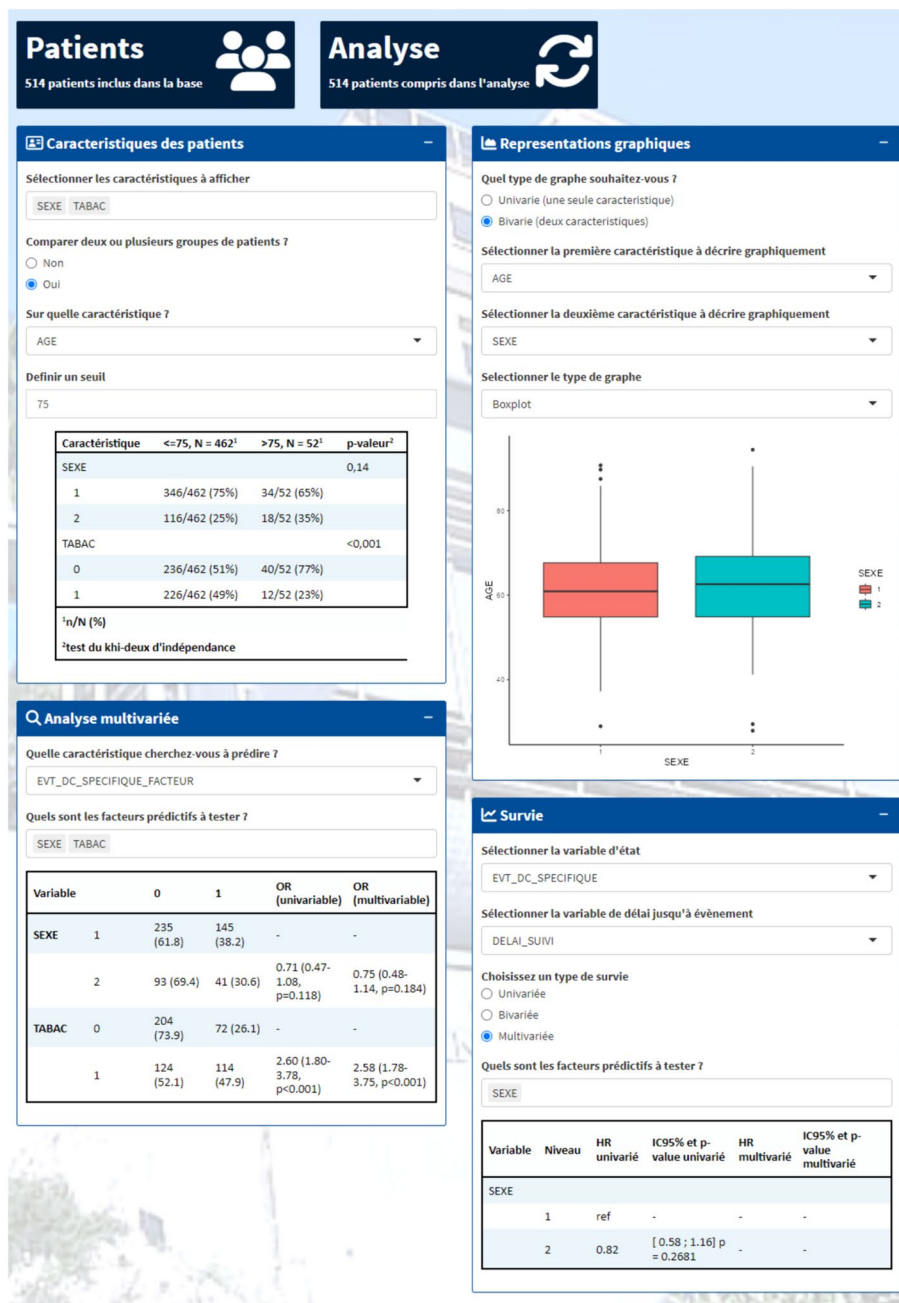 Patients
514 patients inclus dans la base
Analyse
514 patients compris dans l'analyse
Caracteristiques des patients
Sélectionner les caractéristiques à afficher
SEXE TABAC
Comparer deux ou plusieurs groupes de patients ?
Non
Oui
Sur quelle caractéristique ?
AGE
Definir un seuil
75
Caractéristique <=75, N = 462¹ >75, N = 52¹ p-valeur²
SEXE 0,14
1 346/462 (75%) 34/52 (65%)
2 116/462 (25%) 18/52 (35%)
TABAC <0,001
0 236/462 (51%) 40/52 (77%)
1 226/462 (49%) 12/52 (23%)
¹n/N (%)
²test du khi-deux d'indépendance
Analyse multivariée
Quelle caractéristique cherchez-vous à prédire ?
EVT_DC_SPECIFIQUE_FACTEUR
Quels sont les facteurs prédictifs à tester ?
SEXE TABAC
Variable 0 1 OR (univariable) OR (multivariable)
SEXE 1 235 (61.8) 145 (38.2) - -
2 93 (69.4) 41 (30.6) 0.71 (0.47-1.08, p=0.118) 0.75 (0.48-1.14, p=0.184)
TABAC 0 204 (73.9) 72 (26.1) - -
1 124 (52.1) 114 (47.9) 2.60 (1.80-3.78, p<0.001) 2.58 (1.78-3.75, p<0.001)
Representations graphiques
Quel type de graphe souhaitez-vous ?
Univarie (une seule caracteristique)
Bivarie (deux caracteristiques)
Sélectionner la première caractéristique à décrire graphiquement
AGE
Sélectionner la deuxième caractéristique à décrire graphiquement
SEXE
Selectionner le type de graphe
Boxplot
80
60
40
AGE
1
2
SEXE
SEXE
1
2
Survie
Sélectionner la variable d'état
EVT_DC_SPECIFIQUE
Sélectionner la variable de délai jusqu'à évènement
DELAI_SUIVI
Choisissez un type de survie
Univariée
Bivariée
Multivariée
Quels sont les facteurs prédictifs à tester ?
SEXE
Variable Niveau HR univarié IC95% et p-value univarié HR multivarié IC95% et p-value multivarié
SEXE
1 ref - - -
2 0.82 [ 0.58 ; 1.16] p = 0.2681 - -